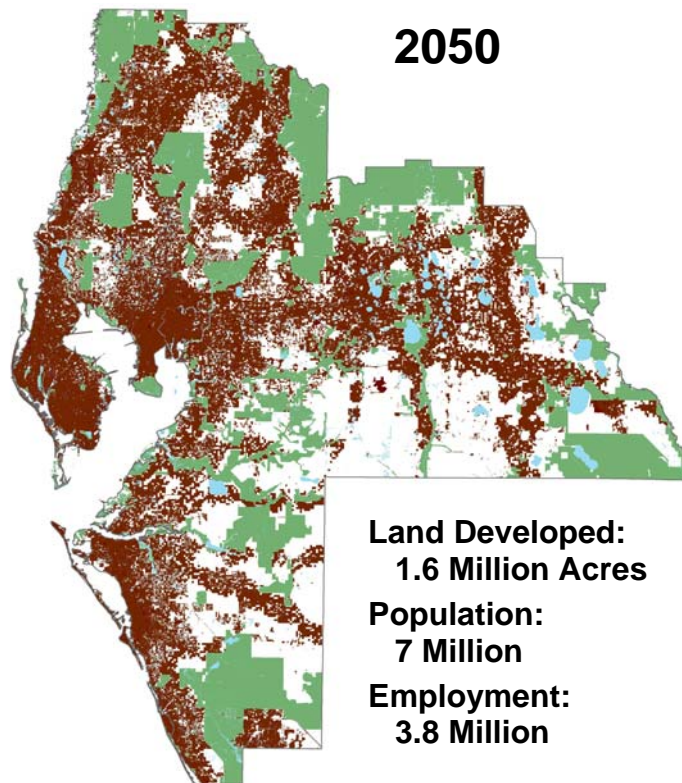 2050
Land Developed:
1.6 Million Acres
Population:
7 Million
Employment:
3.8 Million